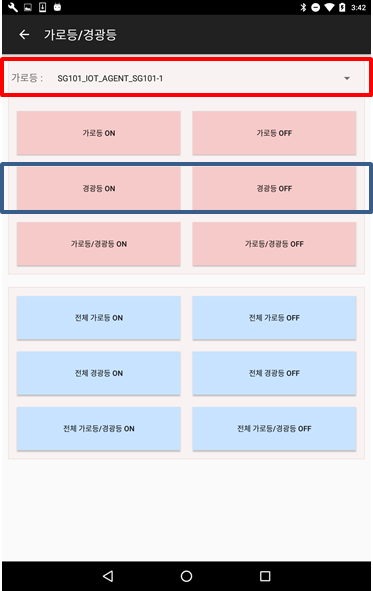 3:42
가로등/경광등
가로등 : SG101_IOT_AGENT_SG101-1
가로등 ON 가로등 OFF
경광등 ON 경광등 OFF
가로등/경광등 ON 가로등/경광등 OFF
전체 가로등 ON 전체 가로등 OFF
전체 경광등 ON 전체 경광등 OFF
전체 가로등/경광등 ON 전체 가로등/경광등 OFF